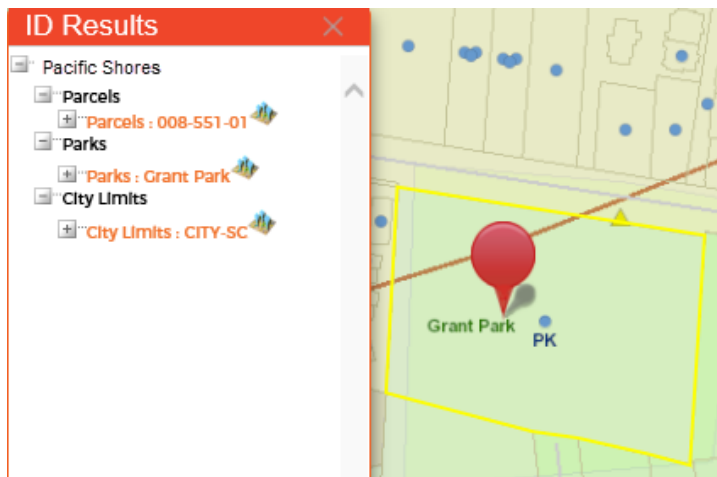 ID Results
Pacific Shores
Parcels
Parcels : 008-551-01
Parks
Parks : Grant Park
City Limits
City Limits : CITY-SC
Grant Park
PK